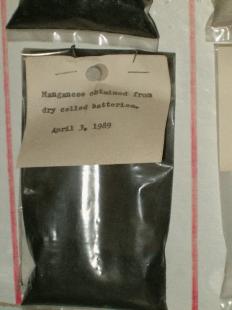 Manganese obtained from
dry celled batteries.
April 3, 1989